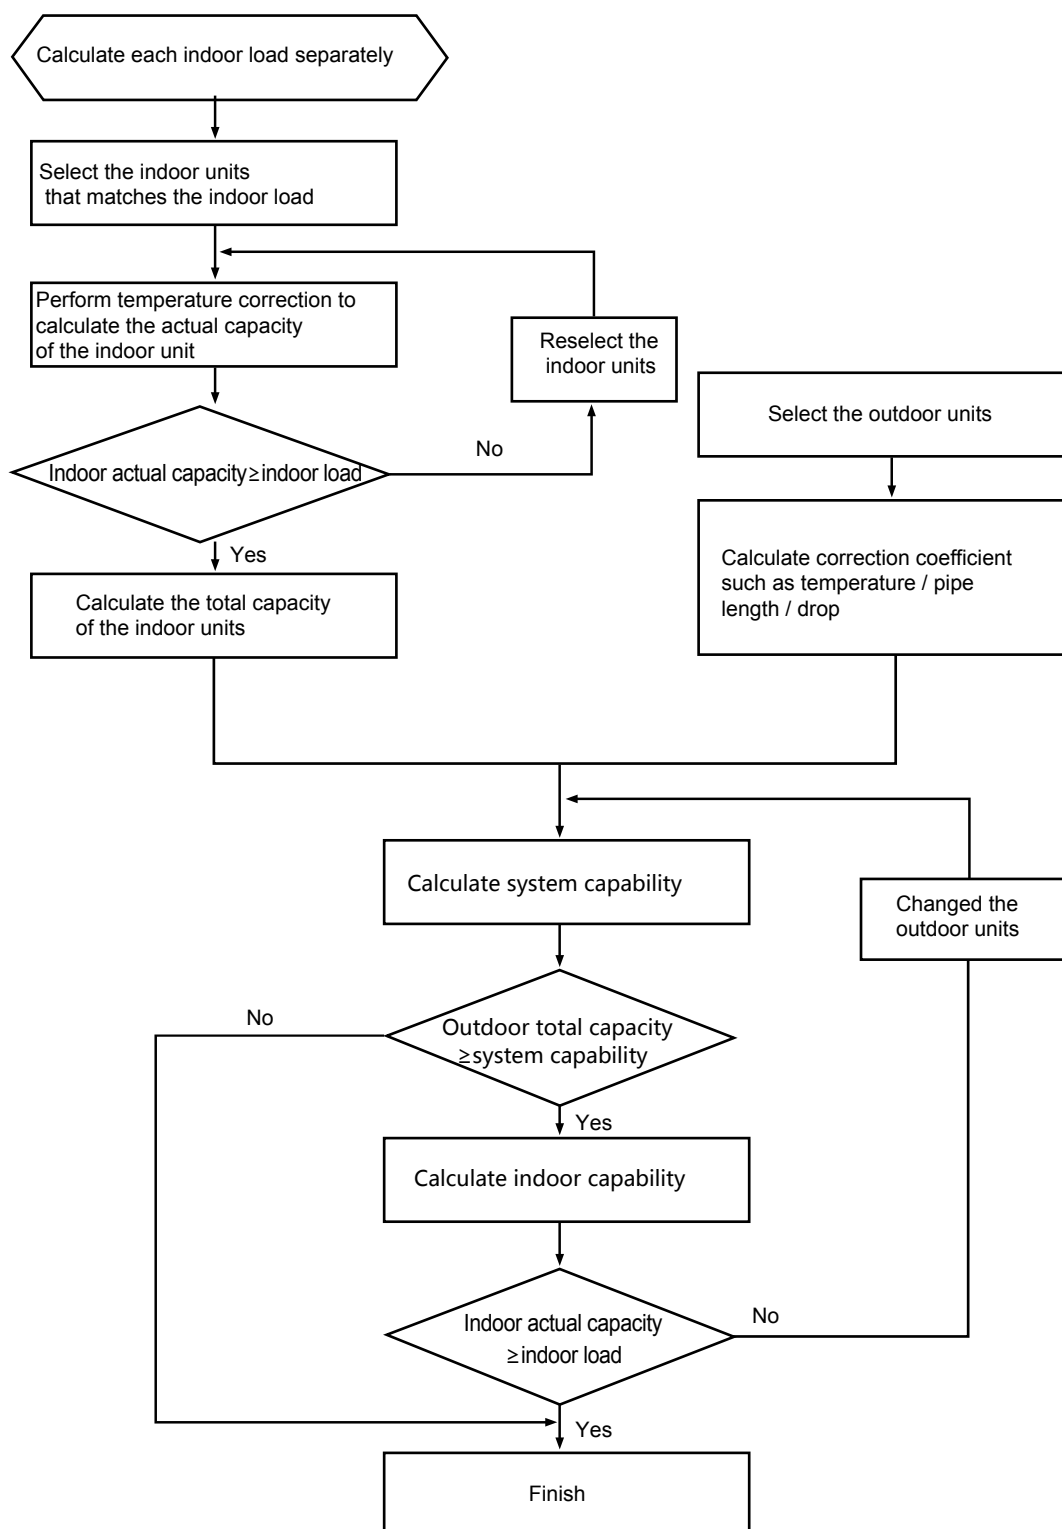 Calculate each indoor load separately
Select the indoor units
that matches the indoor load
Perform temperature correction to
calculate the actual capacity
of the indoor unit
Reselect the
indoor units
Indoor actual capacity≥indoor load
No
Yes
Calculate the total capacity
of the indoor units
Select the outdoor units
Calculate correction coefficient
such as temperature / pipe
length / drop
Calculate system capability
Changed the
outdoor units
Outdoor total capacity
≥system capability
No
Yes
Calculate indoor capability
Indoor actual capacity
≥indoor load
No
Yes
Finish